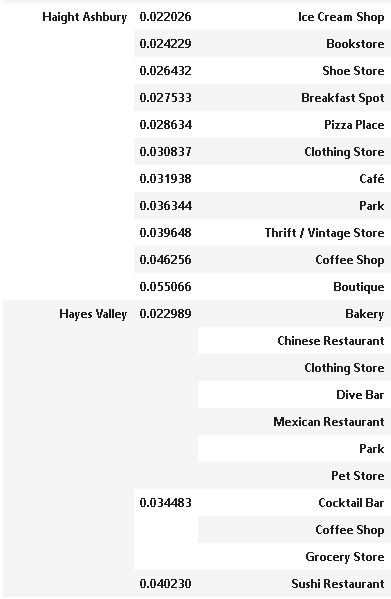 Haight Ashbury 0.022026 Ice Cream Shop
0.024229 Bookstore
0.026432 Shoe Store
0.027533 Breakfast Spot
0.028634 Pizza Place
0.030837 Clothing Store
0.031938 Café
0.036344 Park
0.039648 Thrift / Vintage Store
0.046256 Coffee Shop
0.055066 Boutique
Hayes Valley 0.022989 Bakery
Chinese Restaurant
Clothing Store
Dive Bar
Mexican Restaurant
Park
Pet Store
0.034483 Cocktail Bar
Coffee Shop
Grocery Store
0.040230 Sushi Restaurant